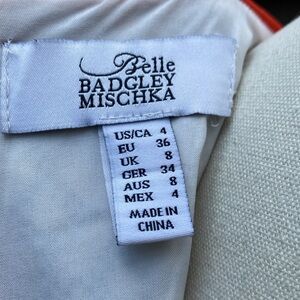 Belle
BADGLEY
MISCHKA
US/CA 4
EU 36
UK 8
GER 34
AUS 8
MEX 4
MADE IN
CHINA